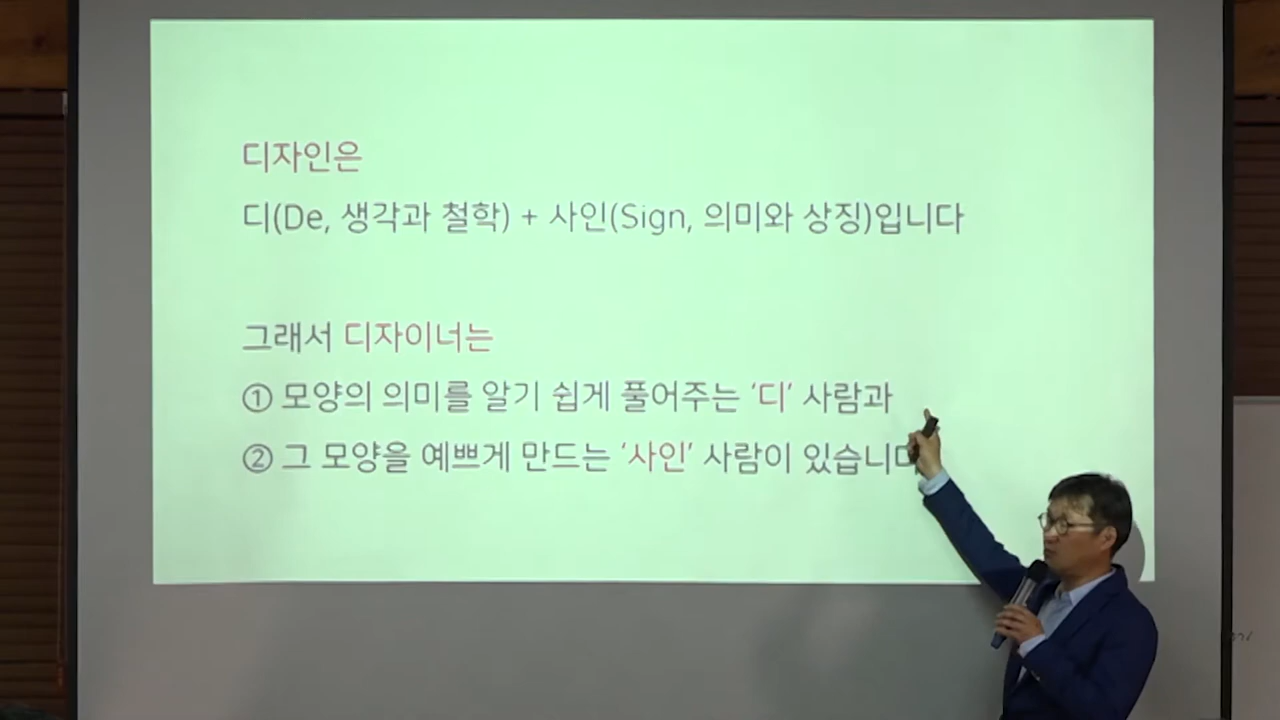 디자인은
디(De, 생각과 철학) + 사인(Sign, 의미와 상징)입니다
그래서 디자이너는
① 모양의 의미를 알기 쉽게 풀어주는 ‘디’ 사람과
② 그 모양을 예쁘게 만드는 ‘사인’ 사람이 있습니다